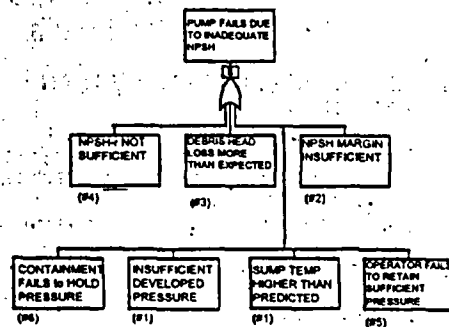 PUMP FAILS DUE
TO INADEQUATE
NPSH
NPSH-r NOT
SUFFICIENT
(#4)
DEBRIS HEAD
LOSS MORE
THAN EXPECTED
(#3)
NPSH MARGIN
INSUFFICIENT
(#2)
CONTAINMENT
FAILS to HOLD
PRESSURE
(#6)
INSUFFICIENT
DEVELOPED
PRESSURE
(#1)
SUMP TEMP
HIGHER THAN
PREDICTED
(#1)
OPERATOR FAILS
TO RETAIN
SUFFICIENT
PRESSURE
(#5)